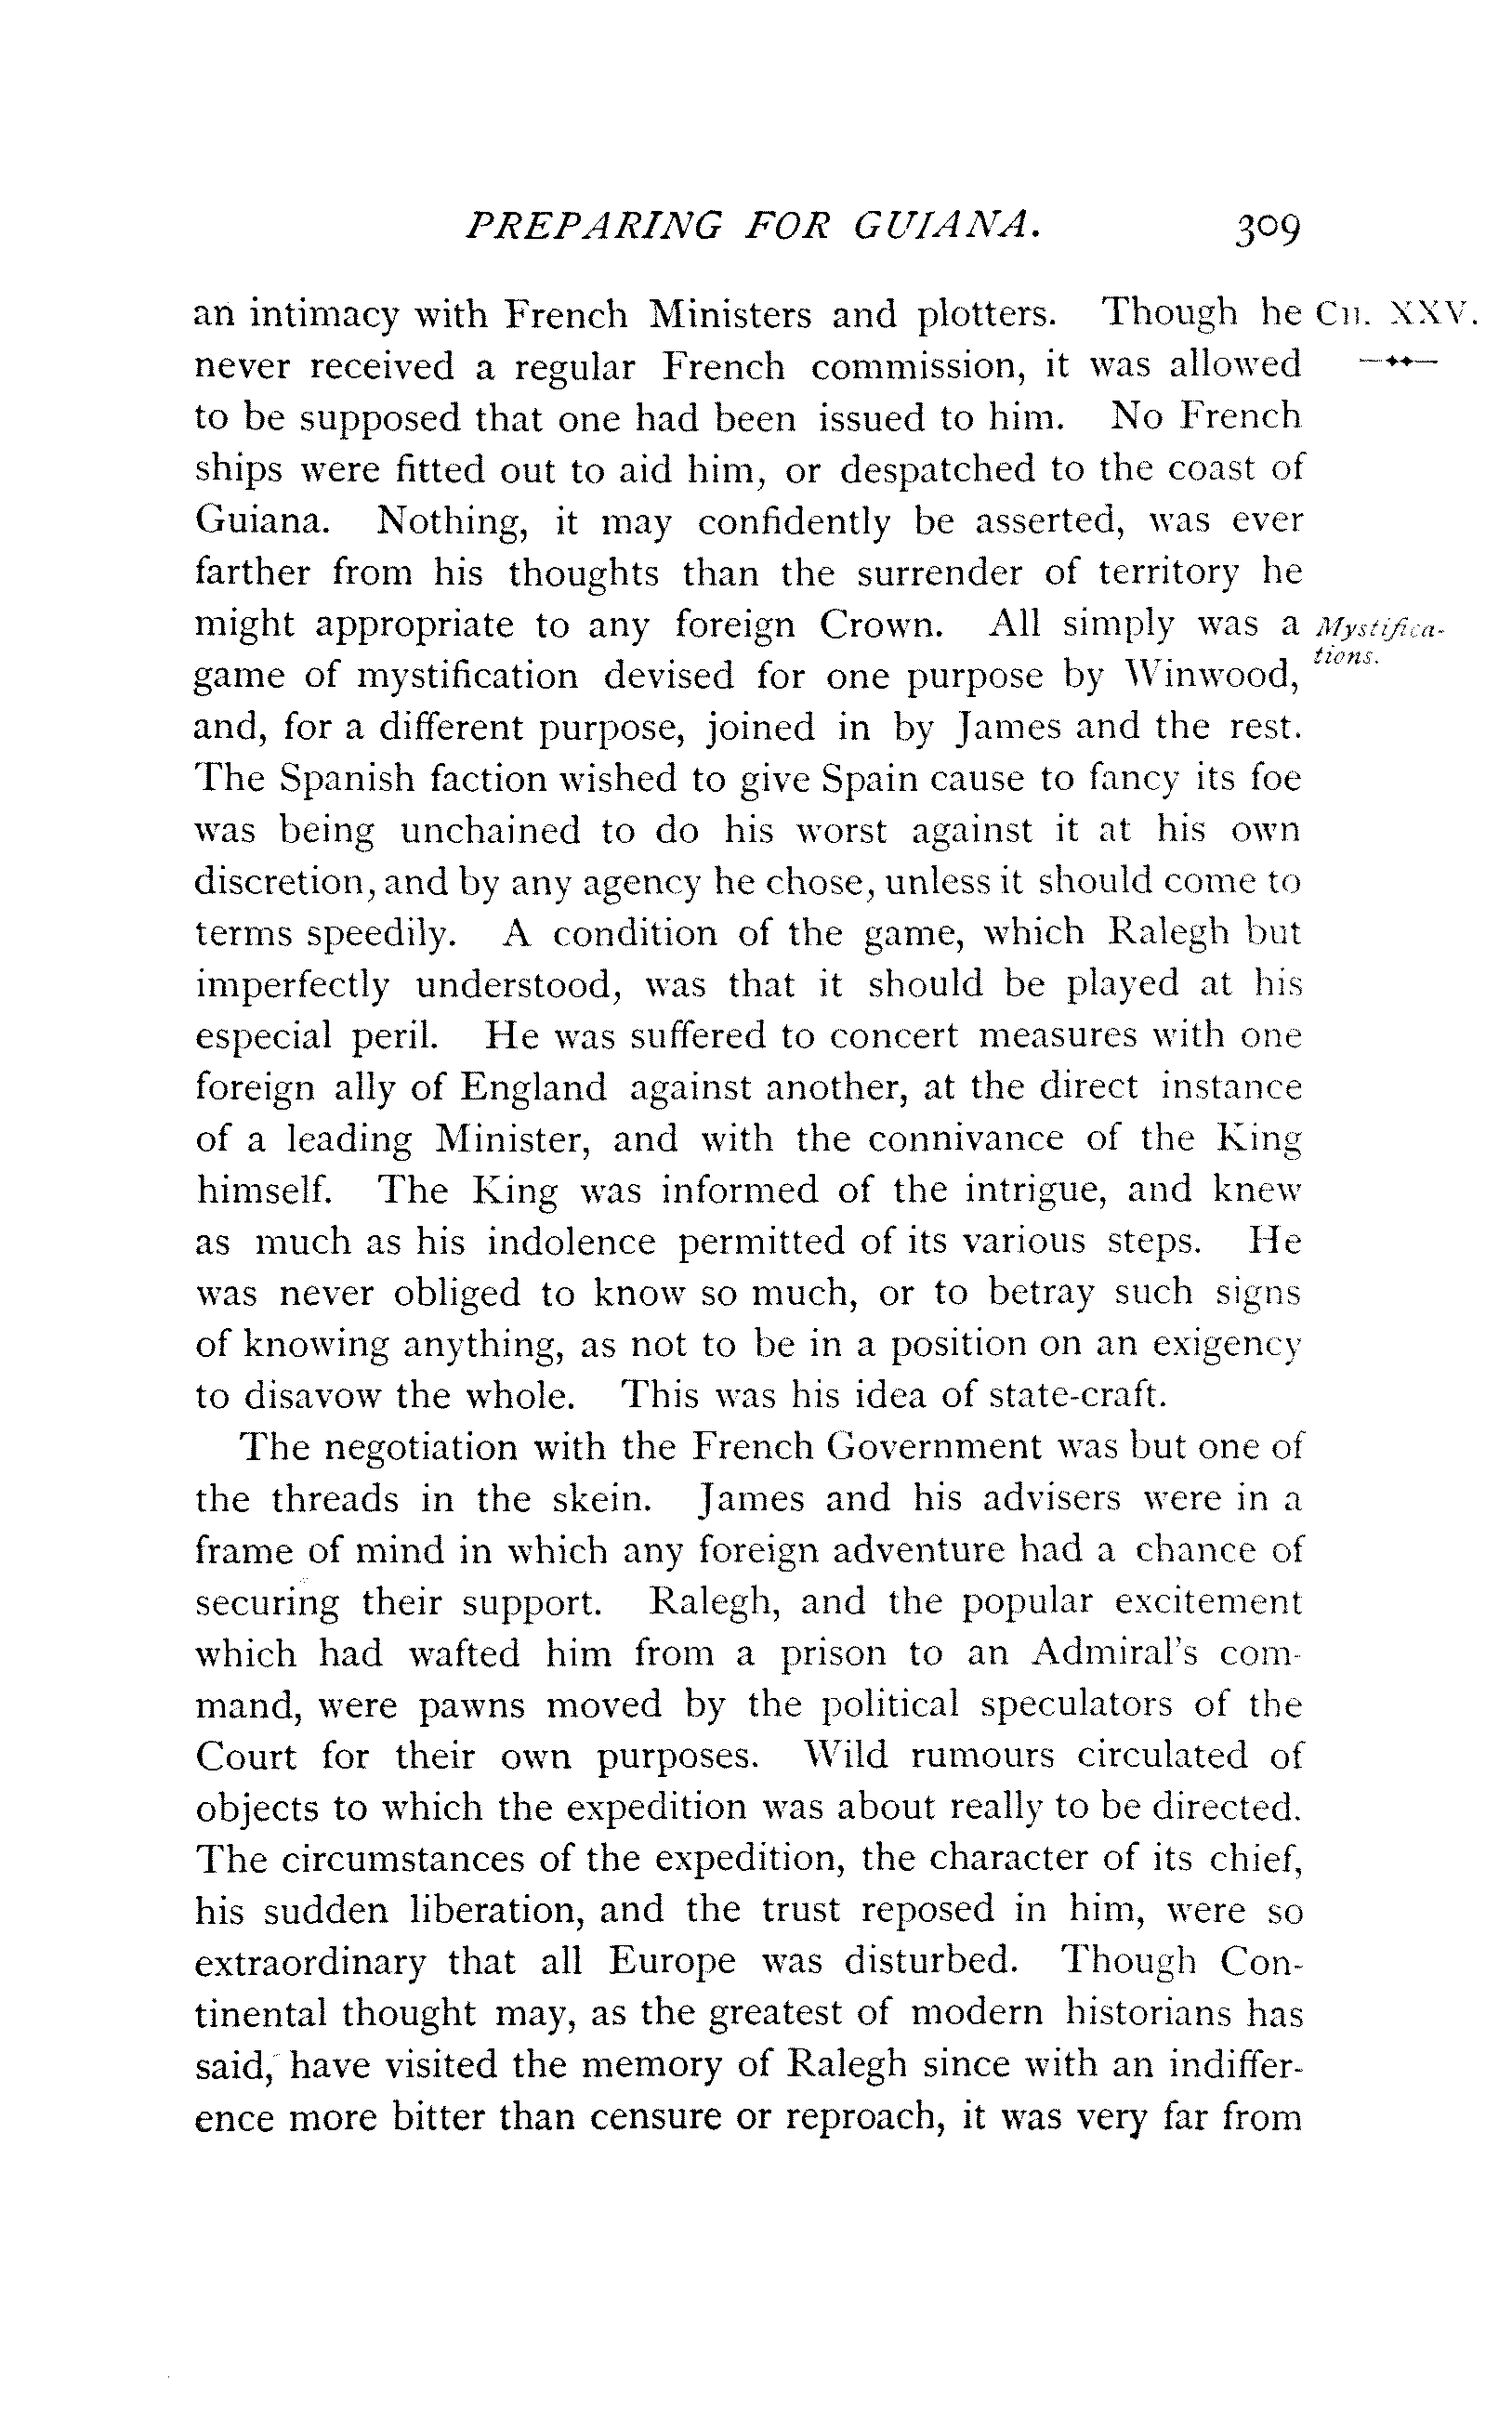 PREPARING FOR GUIANA. 309
an intimacy with French Ministers and plotters. Though he CH. XXV.
never received a regular French commission, it was allowed
to be supposed that one had been issued to him. No French
ships were fitted out to aid him, or despatched to the coast of
Guiana. Nothing, it may confidently be asserted, was ever
farther from his thoughts than the surrender of territory he
might appropriate to any foreign Crown. All simply was a Mystifica-
game of mystification devised for one purpose by Winwood, tions.
and, for a different purpose, joined in by James and the rest.
The Spanish faction wished to give Spain cause to fancy its foe
was being unchained to do his worst against it at his own
discretion, and by any agency he chose, unless it should come to
terms speedily. A condition of the game, which Ralegh but
imperfectly understood, was that it should be played at his
especial peril. He was suffered to concert measures with one
foreign ally of England against another, at the direct instance
of a leading Minister, and with the connivance of the King
himself. The King was informed of the intrigue, and knew
as much as his indolence permitted of its various steps. He
was never obliged to know so much, or to betray such signs
of knowing anything, as not to be in a position on an exigency
to disavow the whole. This was his idea of state-craft.
The negotiation with the French Government was but one of
the threads in the skein. James and his advisers were in a
frame of mind in which any foreign adventure had a chance of
securing their support. Ralegh, and the popular excitement
which had wafted him from a prison to an Admiral's com-
mand, were pawns moved by the political speculators of the
Court for their own purposes. Wild rumours circulated of
objects to which the expedition was about really to be directed.
The circumstances of the expedition, the character of its chief,
his sudden liberation, and the trust reposed in him, were so
extraordinary that all Europe was disturbed. Though Con-
tinental thought may, as the greatest of modern historians has
said, have visited the memory of Ralegh since with an indiffer-
ence more bitter than censure or reproach, it was very far from